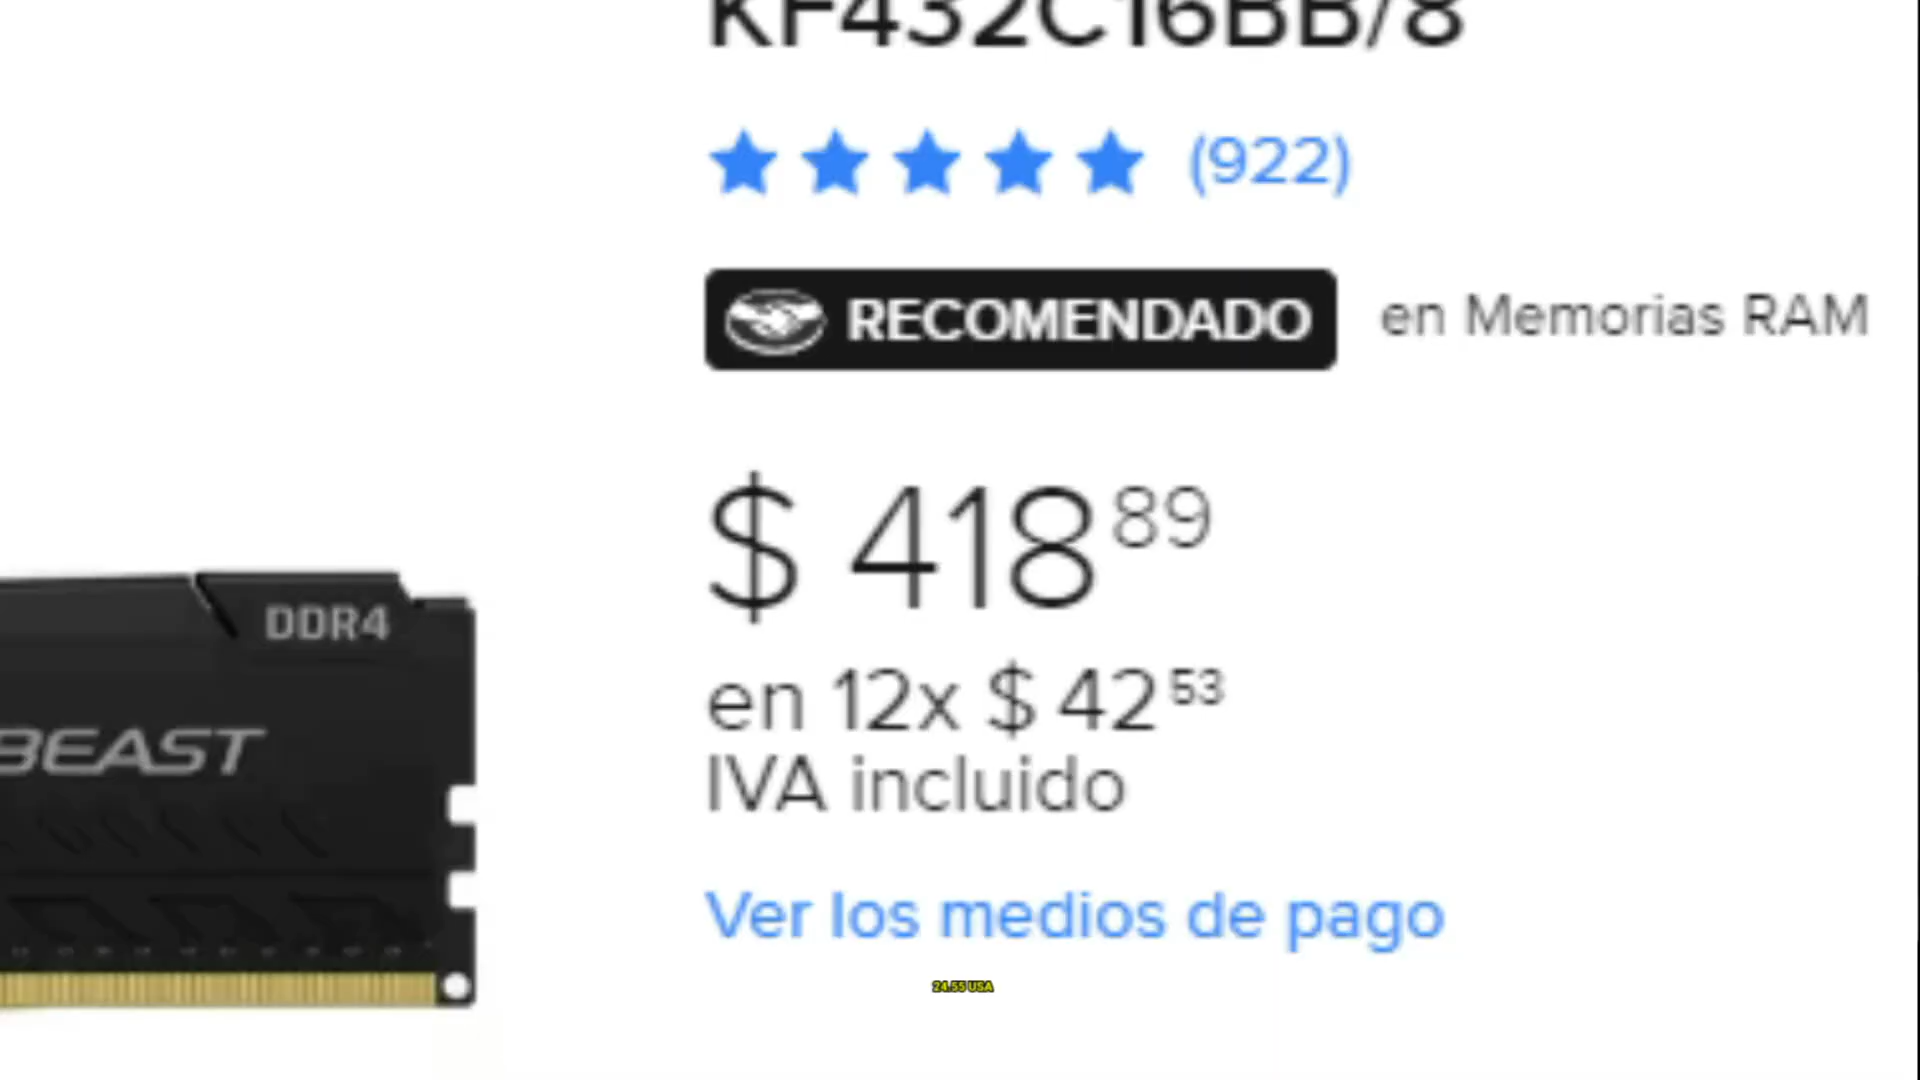 KF432C16BB/8
(922)
RECOMENDADO en Memorias RAM
$ 418 89
en 12x $ 42 53
IVA incluido
Ver los medios de pago
DDR4
BEAST
24.55 USA